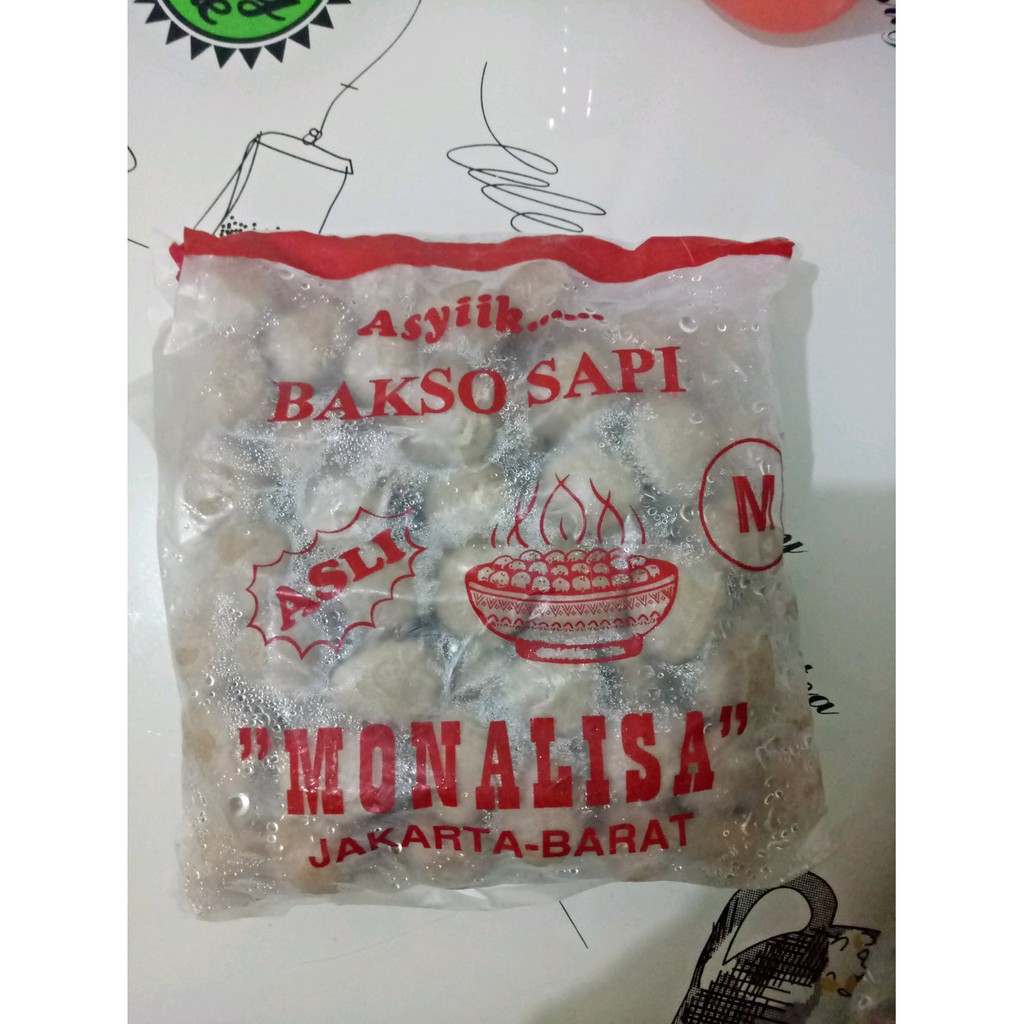 Asyiik......
BAKSO SAPI
M
ASLI
"MONALISA"
JAKARTA-BARAT